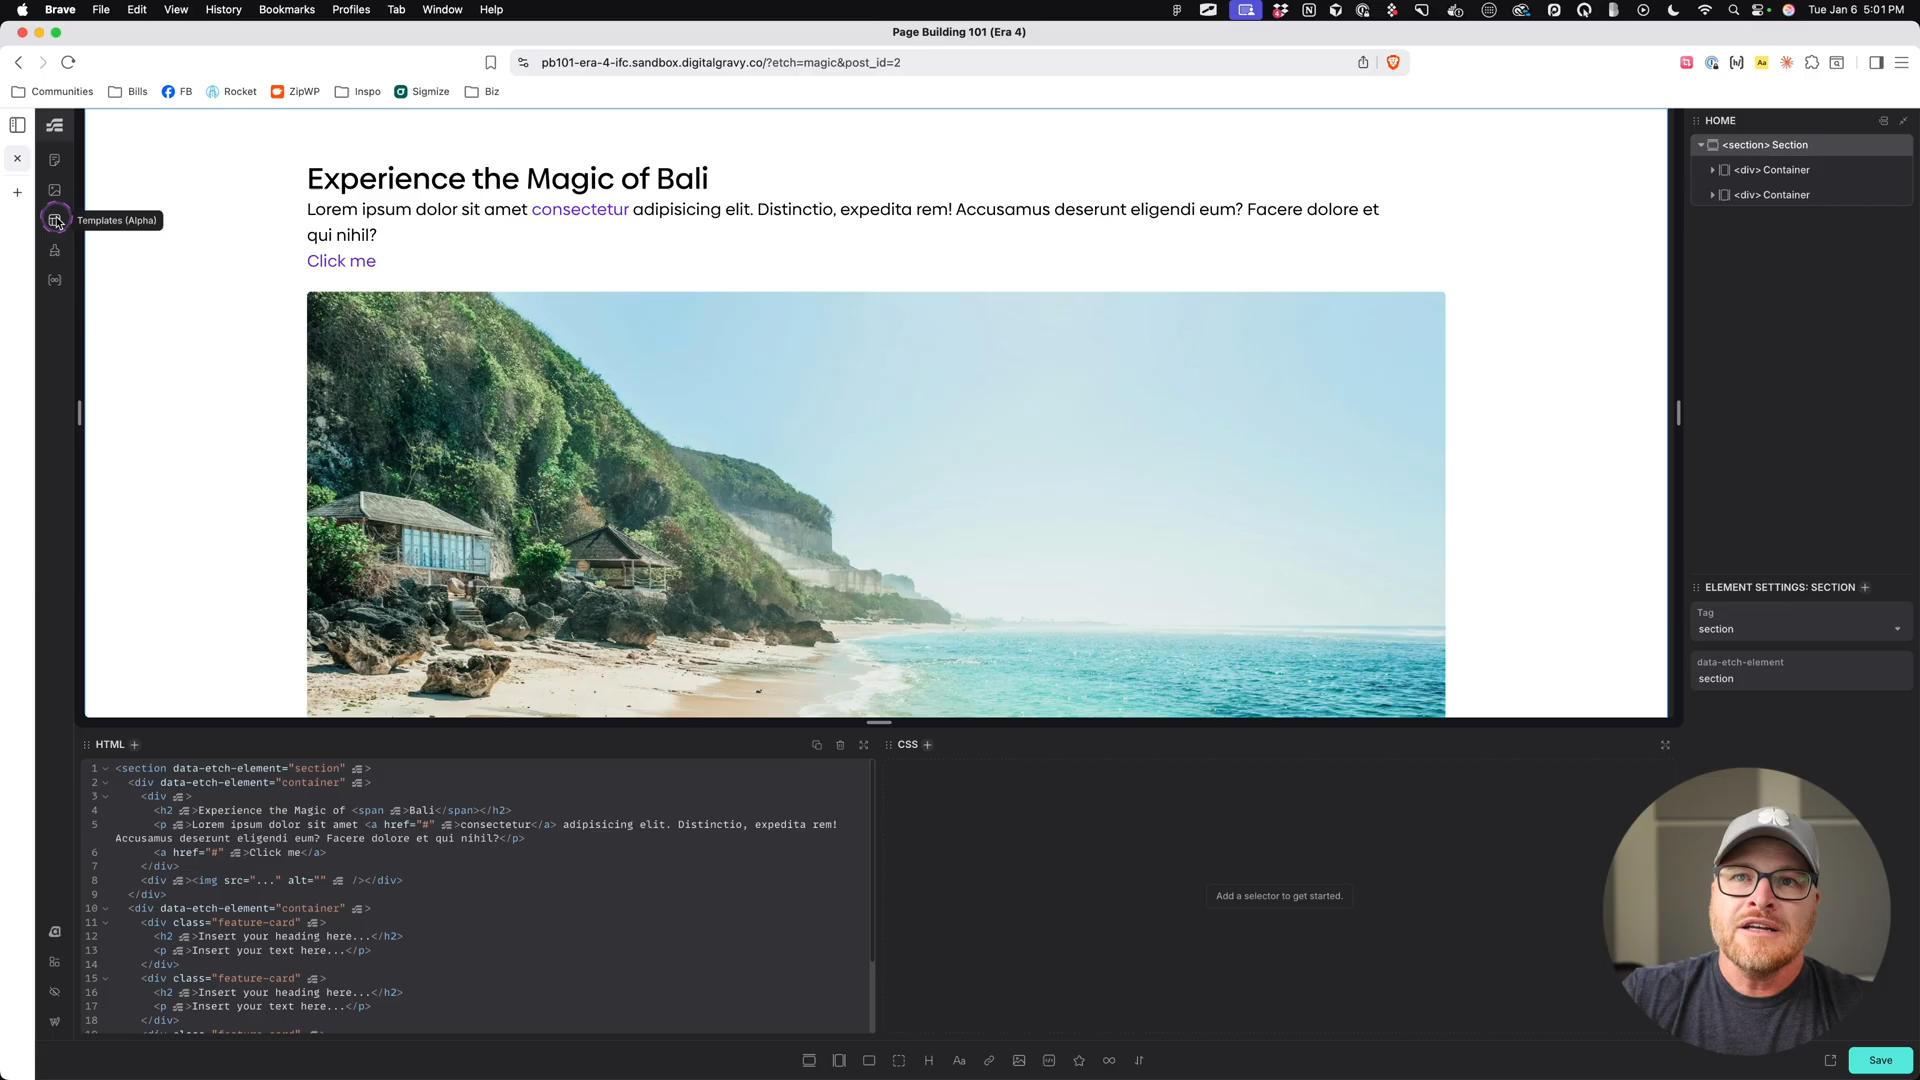 Brave File Edit View History Bookmarks Profiles Tab Window Help
Tue Jan 6 5:01 PM
Page Building 101 (Era 4)
pb101-era-4-ifc.sandbox.digitalgravy.co/?etch=magic&post_id=2
Communities Bills FB Rocket ZipWP Inspo Sigmize Biz
Templates (Alpha)
Experience the Magic of Bali
Lorem ipsum dolor sit amet consectetur adipisicing elit. Distinctio, expedita rem! Accusamus deserunt eligendi eum? Facere dolore et
qui nihil?
Click me
HOME
<section> Section
<div> Container
<div> Container
ELEMENT SETTINGS: SECTION +
Tag
section
data-etch-element
section
HTML +
1 <section data-etch-element="section" >
2 <div data-etch-element="container" >
3 <div >
4 <h2 >Experience the Magic of <span >Bali</span></h2>
5 <p >Lorem ipsum dolor sit amet <a href="#" >consectetur</a> adipisicing elit. Distinctio, expedita rem!
Accusamus deserunt eligendi eum? Facere dolore et qui nihil?</p>
6 <a href="#" >Click me</a>
7 </div>
8 <div ><img src="..." alt="" /></div>
9 </div>
10 <div data-etch-element="container" >
11 <div class="feature-card" >
12 <h2 >Insert your heading here...</h2>
13 <p >Insert your text here...</p>
14 </div>
15 <div class="feature-card" >
16 <h2 >Insert your heading here...</h2>
17 <p >Insert your text here...</p>
18 </div>
CSS +
Add a selector to get started.
H Aa
Save